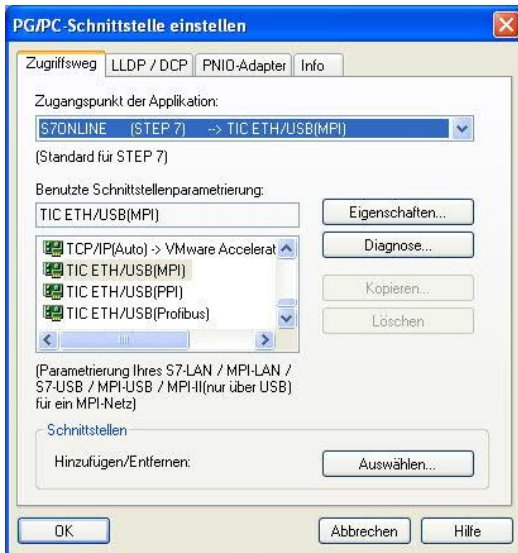 PG/PC-Schnittstelle einstellen
Zugriffsweg LLDP / DCP PNIO-Adapter Info
Zugangspunkt der Applikation:
S7ONLINE (STEP 7) --> TIC ETH/USB(MPI)
(Standard für STEP 7)
Benutzte Schnittstellenparametrierung:
TIC ETH/USB(MPI)
Eigenschaften...
TCP/IP(Auto) -> VMware Accelerat
Diagnose...
TIC ETH/USB(MPI)
TIC ETH/USB(PPI)
Kopieren...
TIC ETH/USB(Profibus)
Löschen
(Parametrierung Ihres S7-LAN / MPI-LAN /
S7-USB / MPI-USB / MPI-II(nur über USB)
für ein MPI-Netz)
Schnittstellen
Hinzufügen/Entfernen:
Auswählen...
OK
Abbrechen
Hilfe